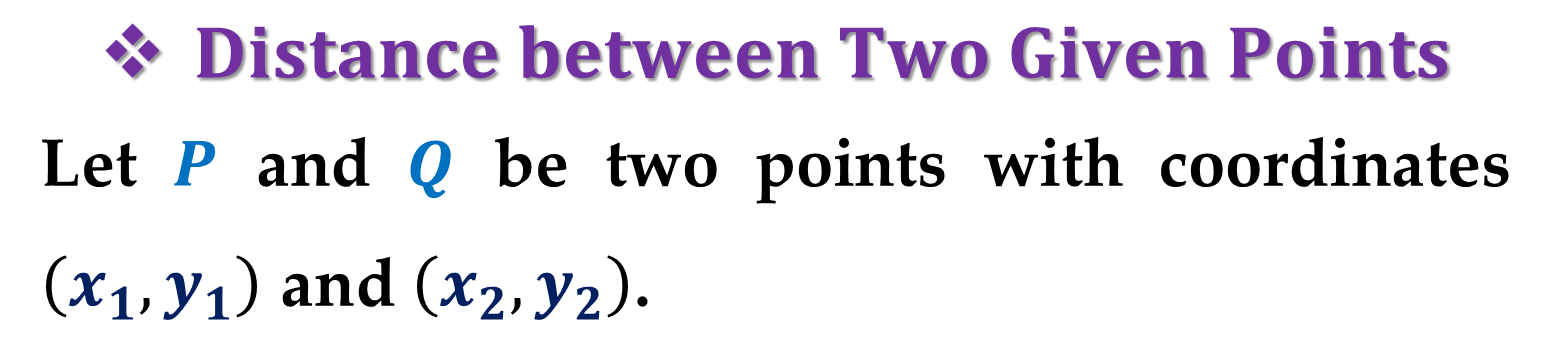 ❖ Distance between Two Given Points
Let P and Q be two points with coordinates
(x₁, y₁) and (x₂, y₂).